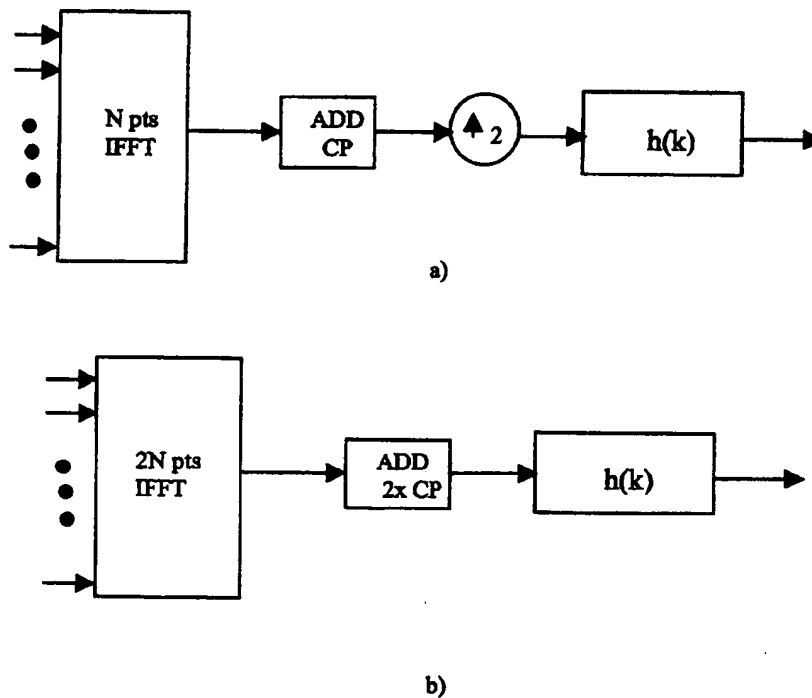 N pts
IFFT
ADD
CP
2
h(k)
a)
2N pts
IFFT
ADD
2x CP
h(k)
b)